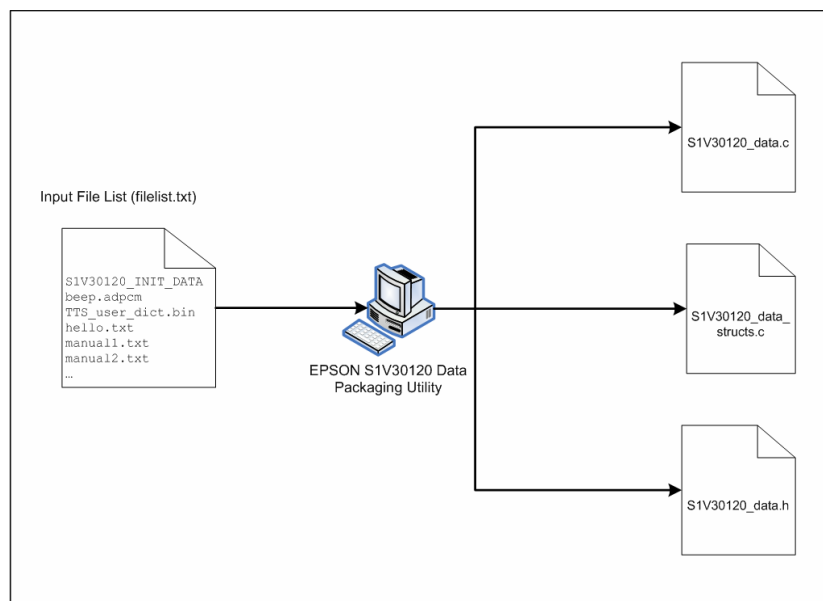 Input File List (filelist.txt)
S1V30120_INIT_DATA
beep.adpcm
TTS_user_dict.bin
hello.txt
manual1.txt
manual2.txt
…
EPSON S1V30120 Data
Packaging Utility
S1V30120_data.c
S1V30120_data_
structs.c
S1V30120_data.h